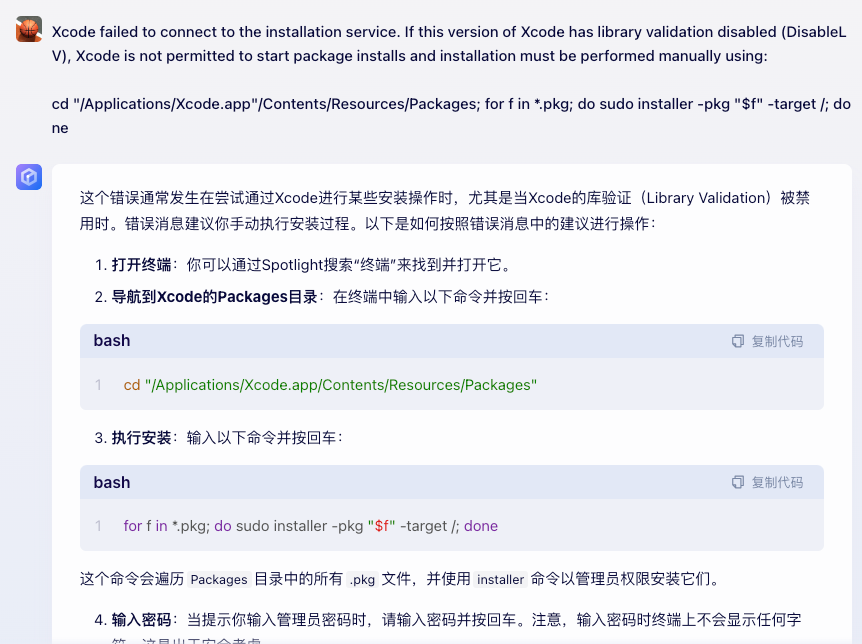 Xcode failed to connect to the installation service. If this version of Xcode has library validation disabled (DisableL
V), Xcode is not permitted to start package installs and installation must be performed manually using:
cd "/Applications/Xcode.app"/Contents/Resources/Packages; for f in *.pkg; do sudo installer -pkg "$f" -target /; do
ne
这个错误通常发生在尝试通过Xcode进行某些安装操作时，尤其是当Xcode的库验证（Library Validation）被禁
用时。错误消息建议你手动执行安装过程。以下是如何按照错误消息中的建议进行操作：
1. 打开终端：你可以通过Spotlight搜索“终端”来找到并打开它。
2. 导航到Xcode的Packages目录：在终端中输入以下命令并按回车：
bash 复制代码
1 cd "/Applications/Xcode.app/Contents/Resources/Packages"
3. 执行安装：输入以下命令并按回车：
bash 复制代码
1 for f in *.pkg; do sudo installer -pkg "$f" -target /; done
这个命令会遍历 Packages 目录中的所有 .pkg 文件，并使用 installer 命令以管理员权限安装它们。
4. 输入密码：当提示你输入管理员密码时，请输入密码并按回车。注意，输入密码时终端上不会显示任何字